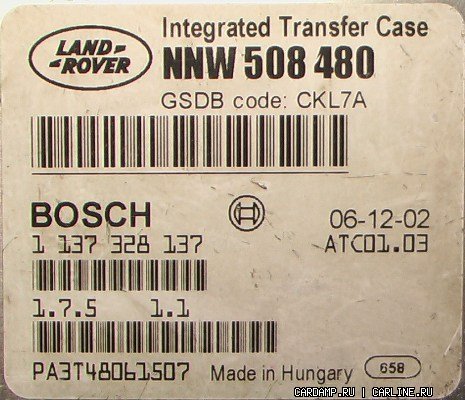 LAND-
-ROVER
Integrated Transfer Case
NNW 508 480
GSDB code: CKL7A
BOSCH
06-12-02
1 137 328 137
ATC01.03
1.7.5 1.1
PA3T48061507
Made in Hungary
658
CARDAMP.RU | CARLINE.RU